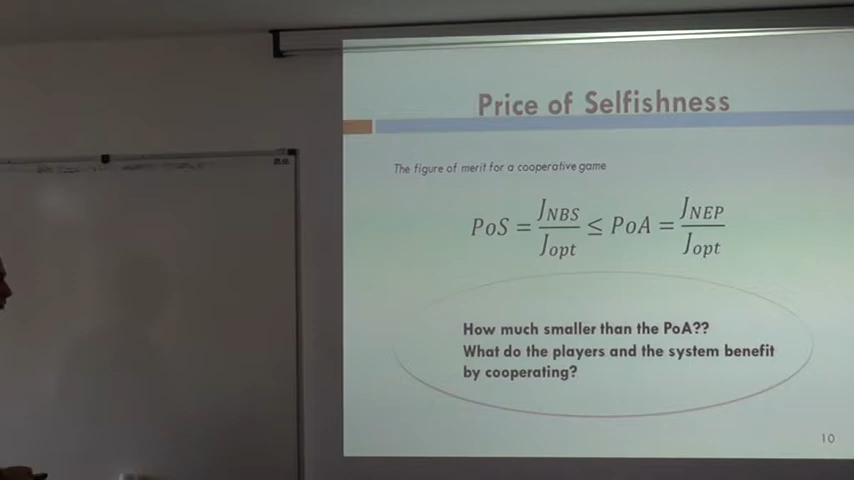 Price of Selfishness
The figure of merit for a cooperative game
PoS = J_NBS / J_opt ≤ PoA = J_NEP / J_opt
How much smaller than the PoA??
What do the players and the system benefit
by cooperating?
10